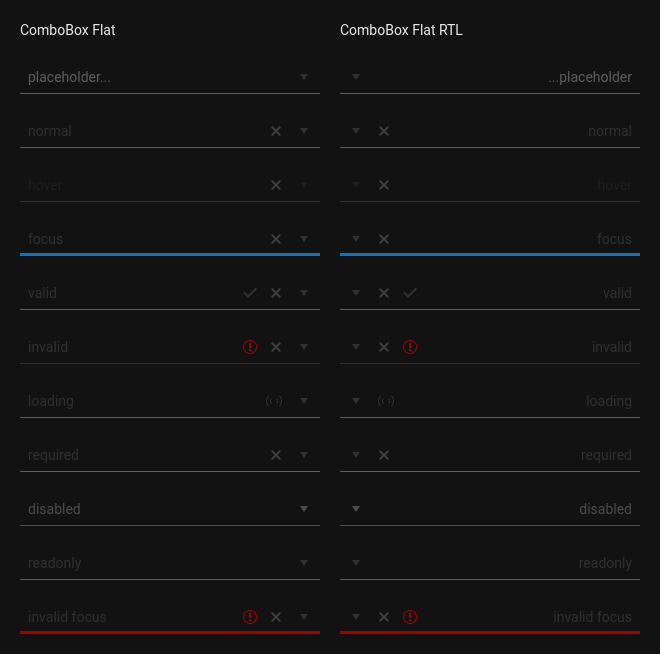 ComboBox Flat
ComboBox Flat RTL
placeholder...
...placeholder
normal
normal
hover
hover
focus
focus
valid
valid
invalid
invalid
loading
loading
required
required
disabled
disabled
readonly
readonly
invalid focus
invalid focus